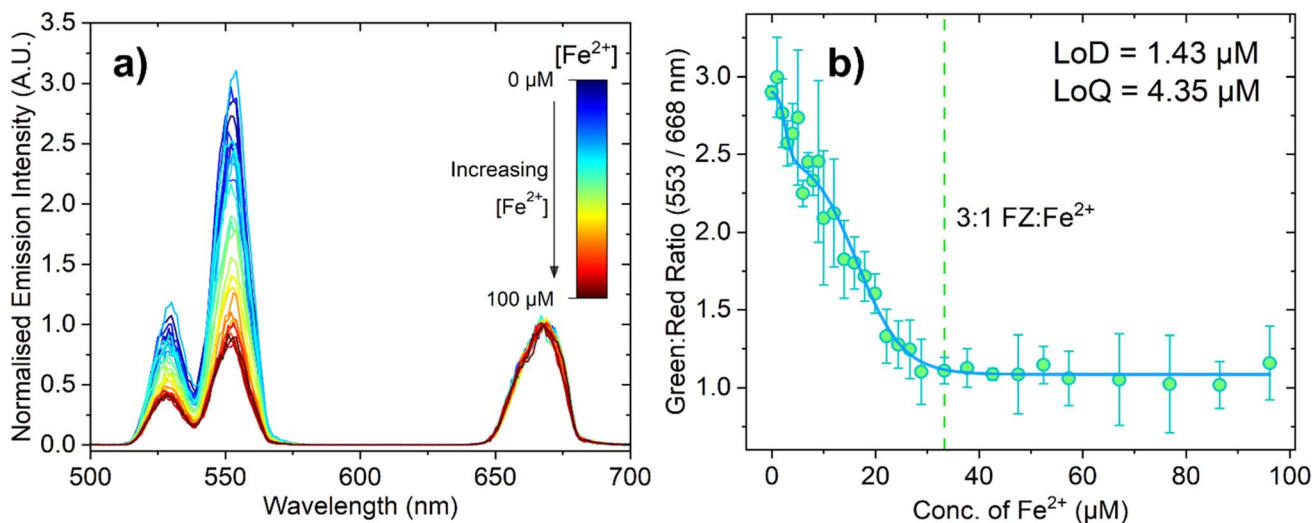 a)
[Fe²⁺]
0 µM
Increasing
[Fe²⁺]
100 µM
Normalised Emission Intensity (A.U.)
3.5
3.0
2.5
2.0
1.5
1.0
0.5
0.0
500 550 600 650 700
Wavelength (nm)
b)
LoD = 1.43 µM
LoQ = 4.35 µM
3:1 FZ:Fe²⁺
Green:Red Ratio (553 / 668 nm)
3.0
2.5
2.0
1.5
1.0
0 20 40 60 80 100
Conc. of Fe²⁺ (µM)